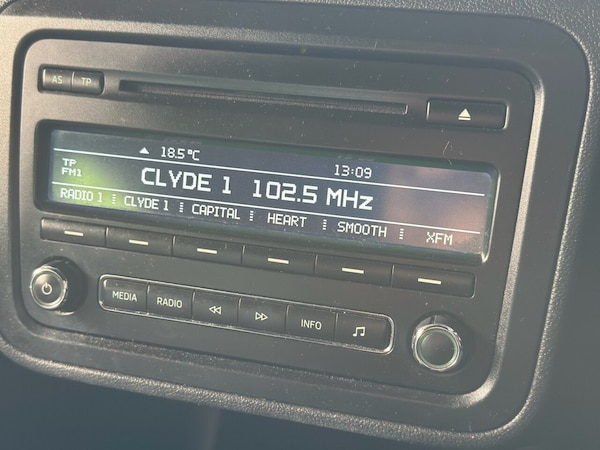 AS TP
18.5°C 13:09
TP
FM1
CLYDE 1 102.5 MHz
RADIO 1 CLYDE 1 CAPITAL HEART SMOOTH XFM
MEDIA RADIO INFO